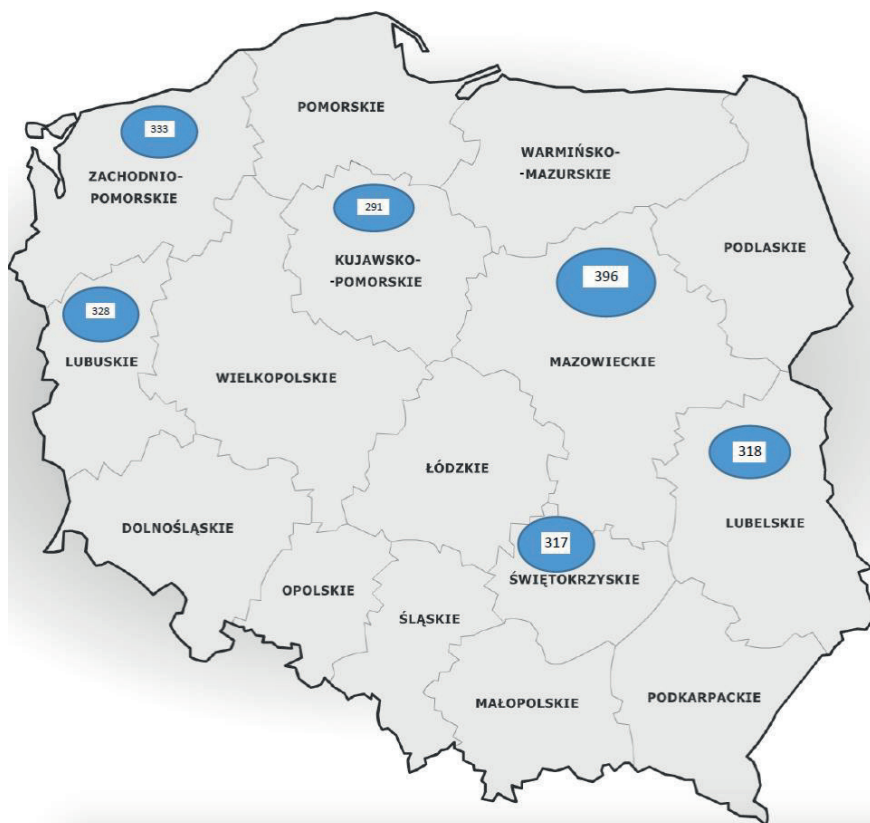 POMORSKIE
333
ZACHODNIO-
POMORSKIE
WARMIŃSKO-
-MAZURSKIE
291
KUJAWSKO-
-POMORSKIE
PODLASKIE
396
MAZOWIECKIE
328
LUBUSKIE
WIELKOPOLSKIE
318
LUBELSKIE
ŁÓDZKIE
DOLNOŚLĄSKIE
317
ŚWIĘTOKRZYSKIE
OPOLSKIE
ŚLĄSKIE
MAŁOPOLSKIE
PODKARPACKIE